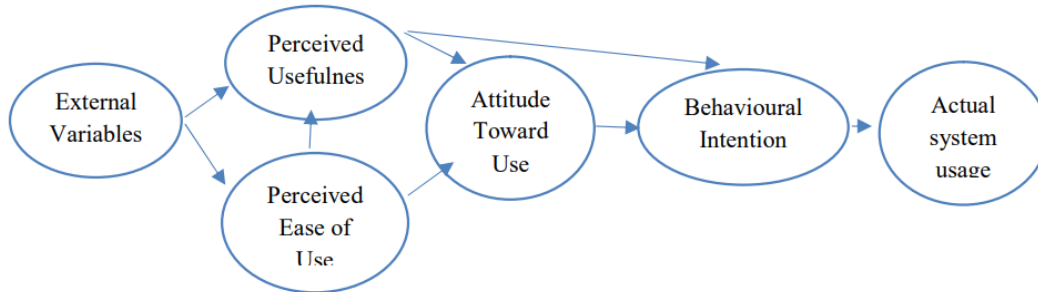 External
Variables
Perceived
Usefulnes
Perceived
Ease of
Use
Attitude
Toward
Use
Behavioural
Intention
Actual
system
usage